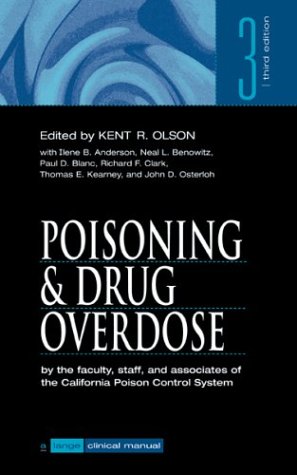 3
third edition
Edited by KENT R. OLSON
with Ilene B. Anderson, Neal L. Benowitz,
Paul D. Blanc, Richard F. Clark,
Thomas E. Kearney, and John D. Osterloh
POISONING
& DRUG
OVERDOSE
by the faculty, staff, and associates of
the California Poison Control System
a lange clinical manual